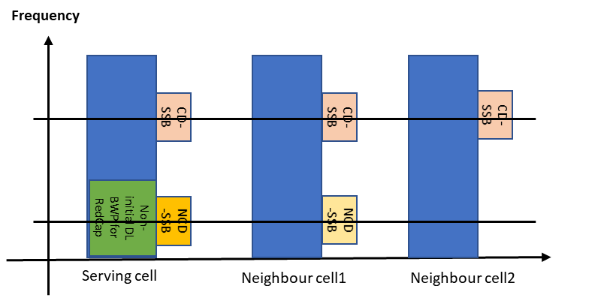 Frequency
CD-
SSB
CD-
SSB
CD-
SSB
Non-
initial DL
BWP for
RedCap
NCD
-SSB
NCD
-SSB
Serving cell
Neighbour cell1
Neighbour cell2